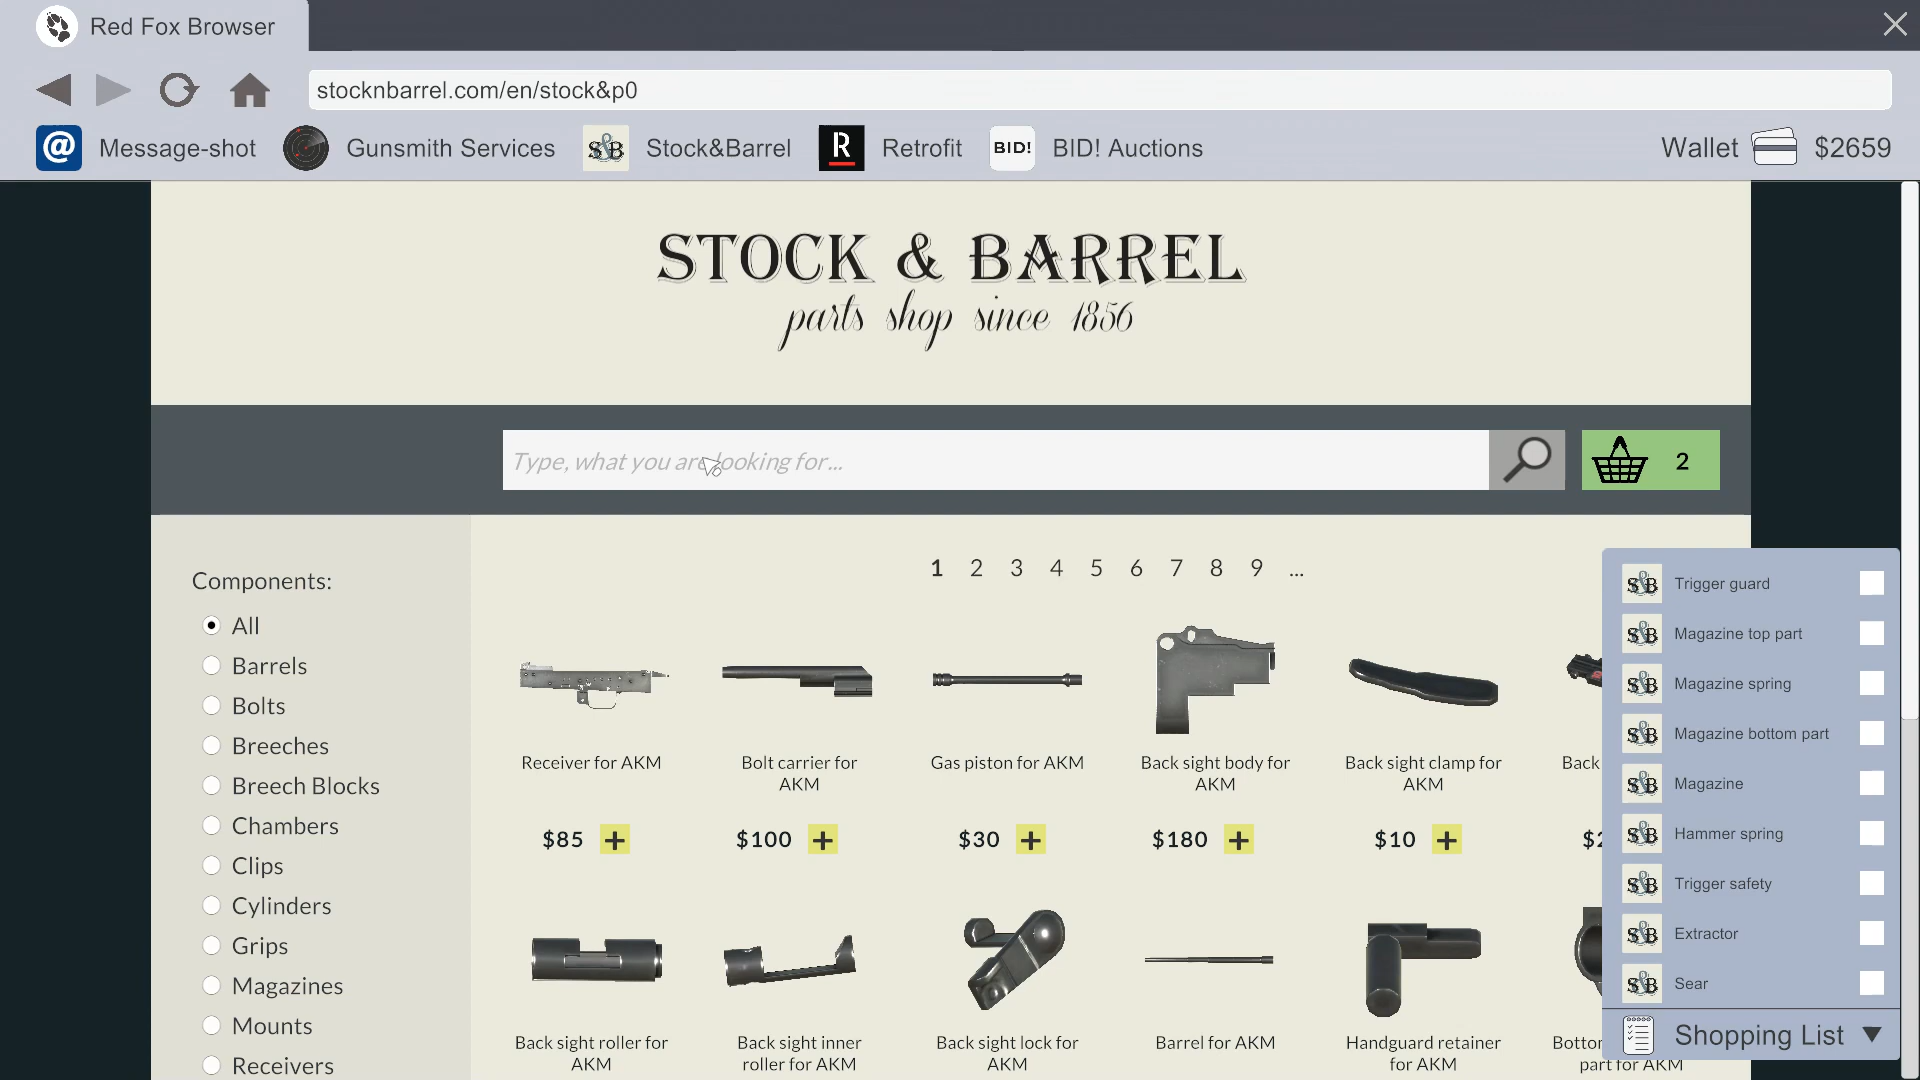 Red Fox Browser
stocknbarrel.com/en/stock&p0
@ Message-shot Gunsmith Services S&B Stock&Barrel R Retrofit BID! BID! Auctions Wallet $2659
STOCK & BARREL
parts shop since 1856
Type, what you are looking for... 2
Components:
All
Barrels
Bolts
Breeches
Breech Blocks
Chambers
Clips
Cylinders
Grips
Magazines
Mounts
Receivers
1 2 3 4 5 6 7 8 9 ...
Receiver for AKM
$85 +
Bolt carrier for
AKM
$100 +
Gas piston for AKM
$30 +
Back sight body for
AKM
$180 +
Back sight clamp for
AKM
$10 +
Back
Back sight roller for
AKM
Back sight inner
roller for AKM
Back sight lock for
AKM
Barrel for AKM
Handguard retainer
for AKM
part for AKM
S&B Trigger guard
S&B Magazine top part
S&B Magazine spring
S&B Magazine bottom part
S&B Magazine
S&B Hammer spring
S&B Trigger safety
S&B Extractor
S&B Sear
Shopping List